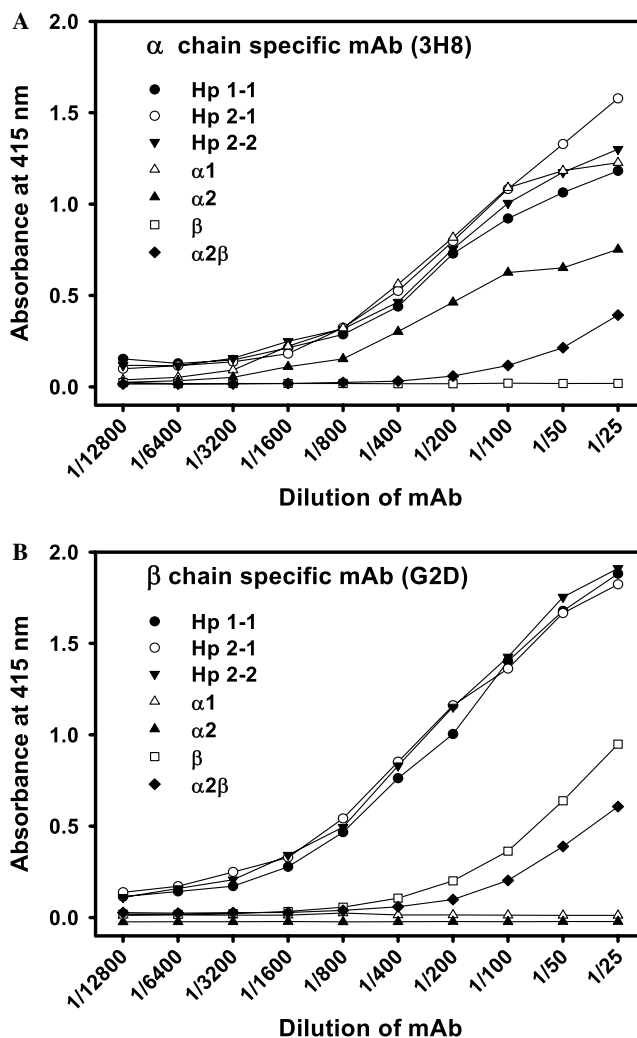 A
α chain specific mAb (3H8)
Hp 1-1
Hp 2-1
Hp 2-2
α1
α2
β
α2β
Absorbance at 415 nm
2.0
1.5
1.0
0.5
0.0
1/12800
1/6400
1/3200
1/1600
1/800
1/400
1/200
1/100
1/50
1/25
Dilution of mAb
B
β chain specific mAb (G2D)
Hp 1-1
Hp 2-1
Hp 2-2
α1
α2
β
α2β
Absorbance at 415 nm
2.0
1.5
1.0
0.5
0.0
1/12800
1/6400
1/3200
1/1600
1/800
1/400
1/200
1/100
1/50
1/25
Dilution of mAb